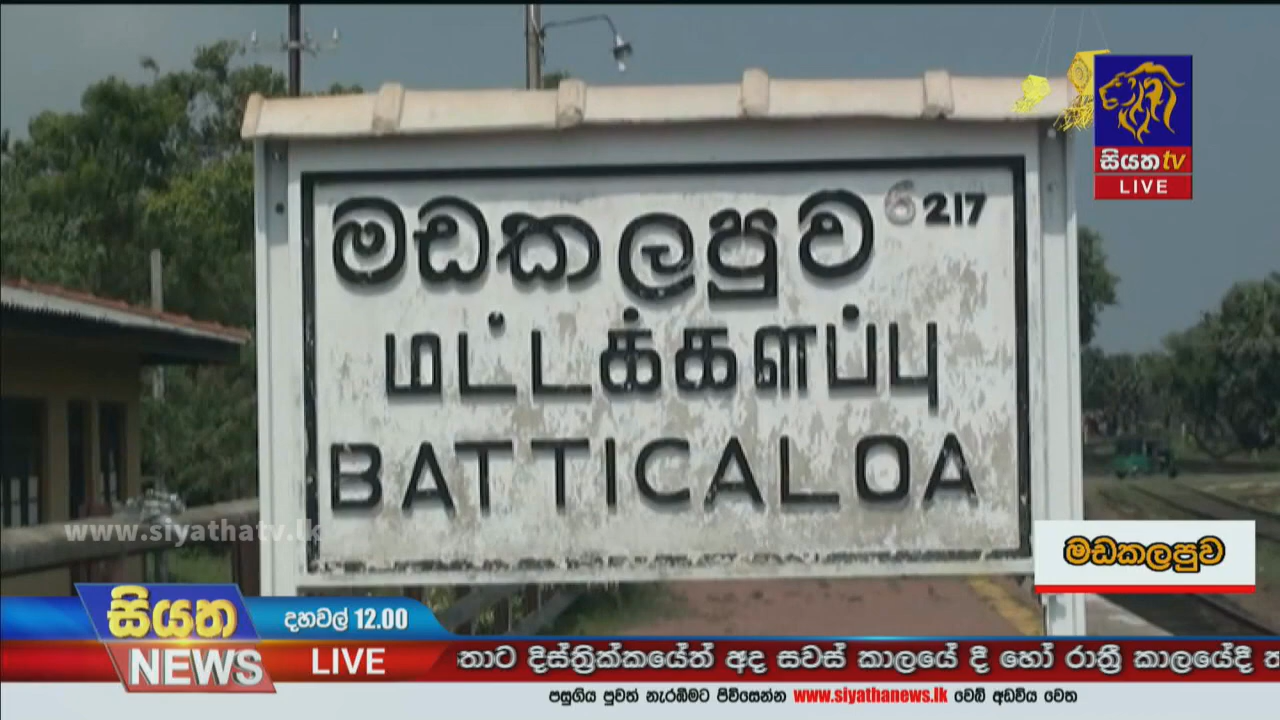 මඩකලපුව 217
மட்டக்களப்பு
BATTICALOA
සියත tv
LIVE
www.siyathatv.lk
මඩකලපුව
සියත
NEWS
දහවල් 12.00
LIVE
දිස්ත්‍රික්කයේත් අද සවස් කාලයේ දී හෝ රාත්‍රී කාලයේදී
පසුගිය පුවත් නැරඹීමට පිවිසෙන්න www.siyathanews.lk වෙබ් අඩවිය වෙත